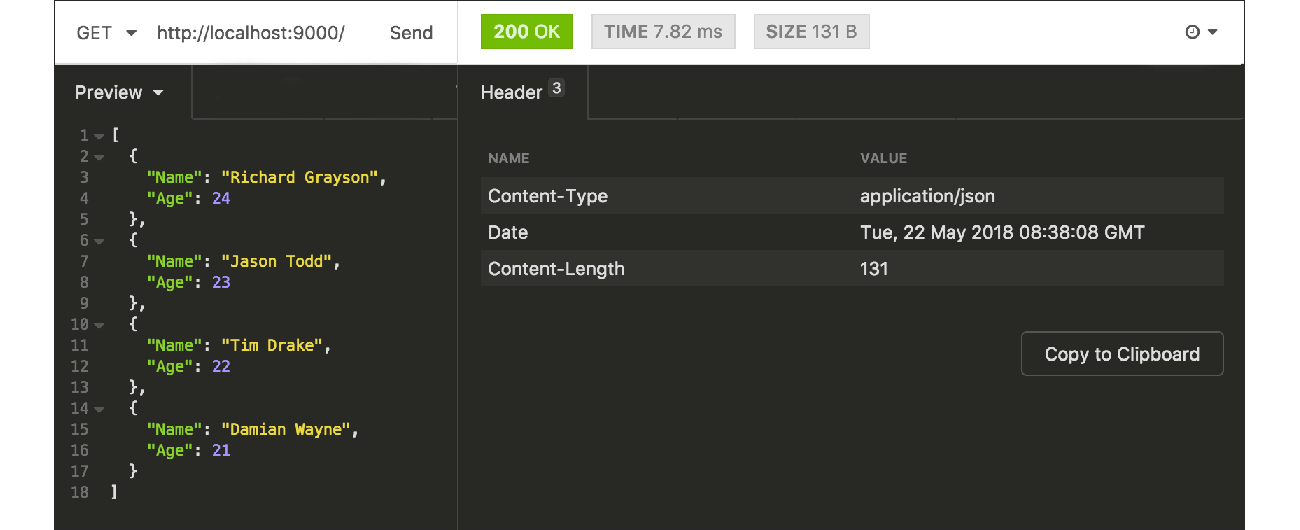 GET http://localhost:9000/ Send 200 OK TIME 7.82 ms SIZE 131 B
Preview
1 [
2 {
3 "Name": "Richard Grayson",
4 "Age": 24
5 },
6 {
7 "Name": "Jason Todd",
8 "Age": 23
9 },
10 {
11 "Name": "Tim Drake",
12 "Age": 22
13 },
14 {
15 "Name": "Damian Wayne",
16 "Age": 21
17 }
18 ]
Header 3
NAME VALUE
Content-Type application/json
Date Tue, 22 May 2018 08:38:08 GMT
Content-Length 131
Copy to Clipboard